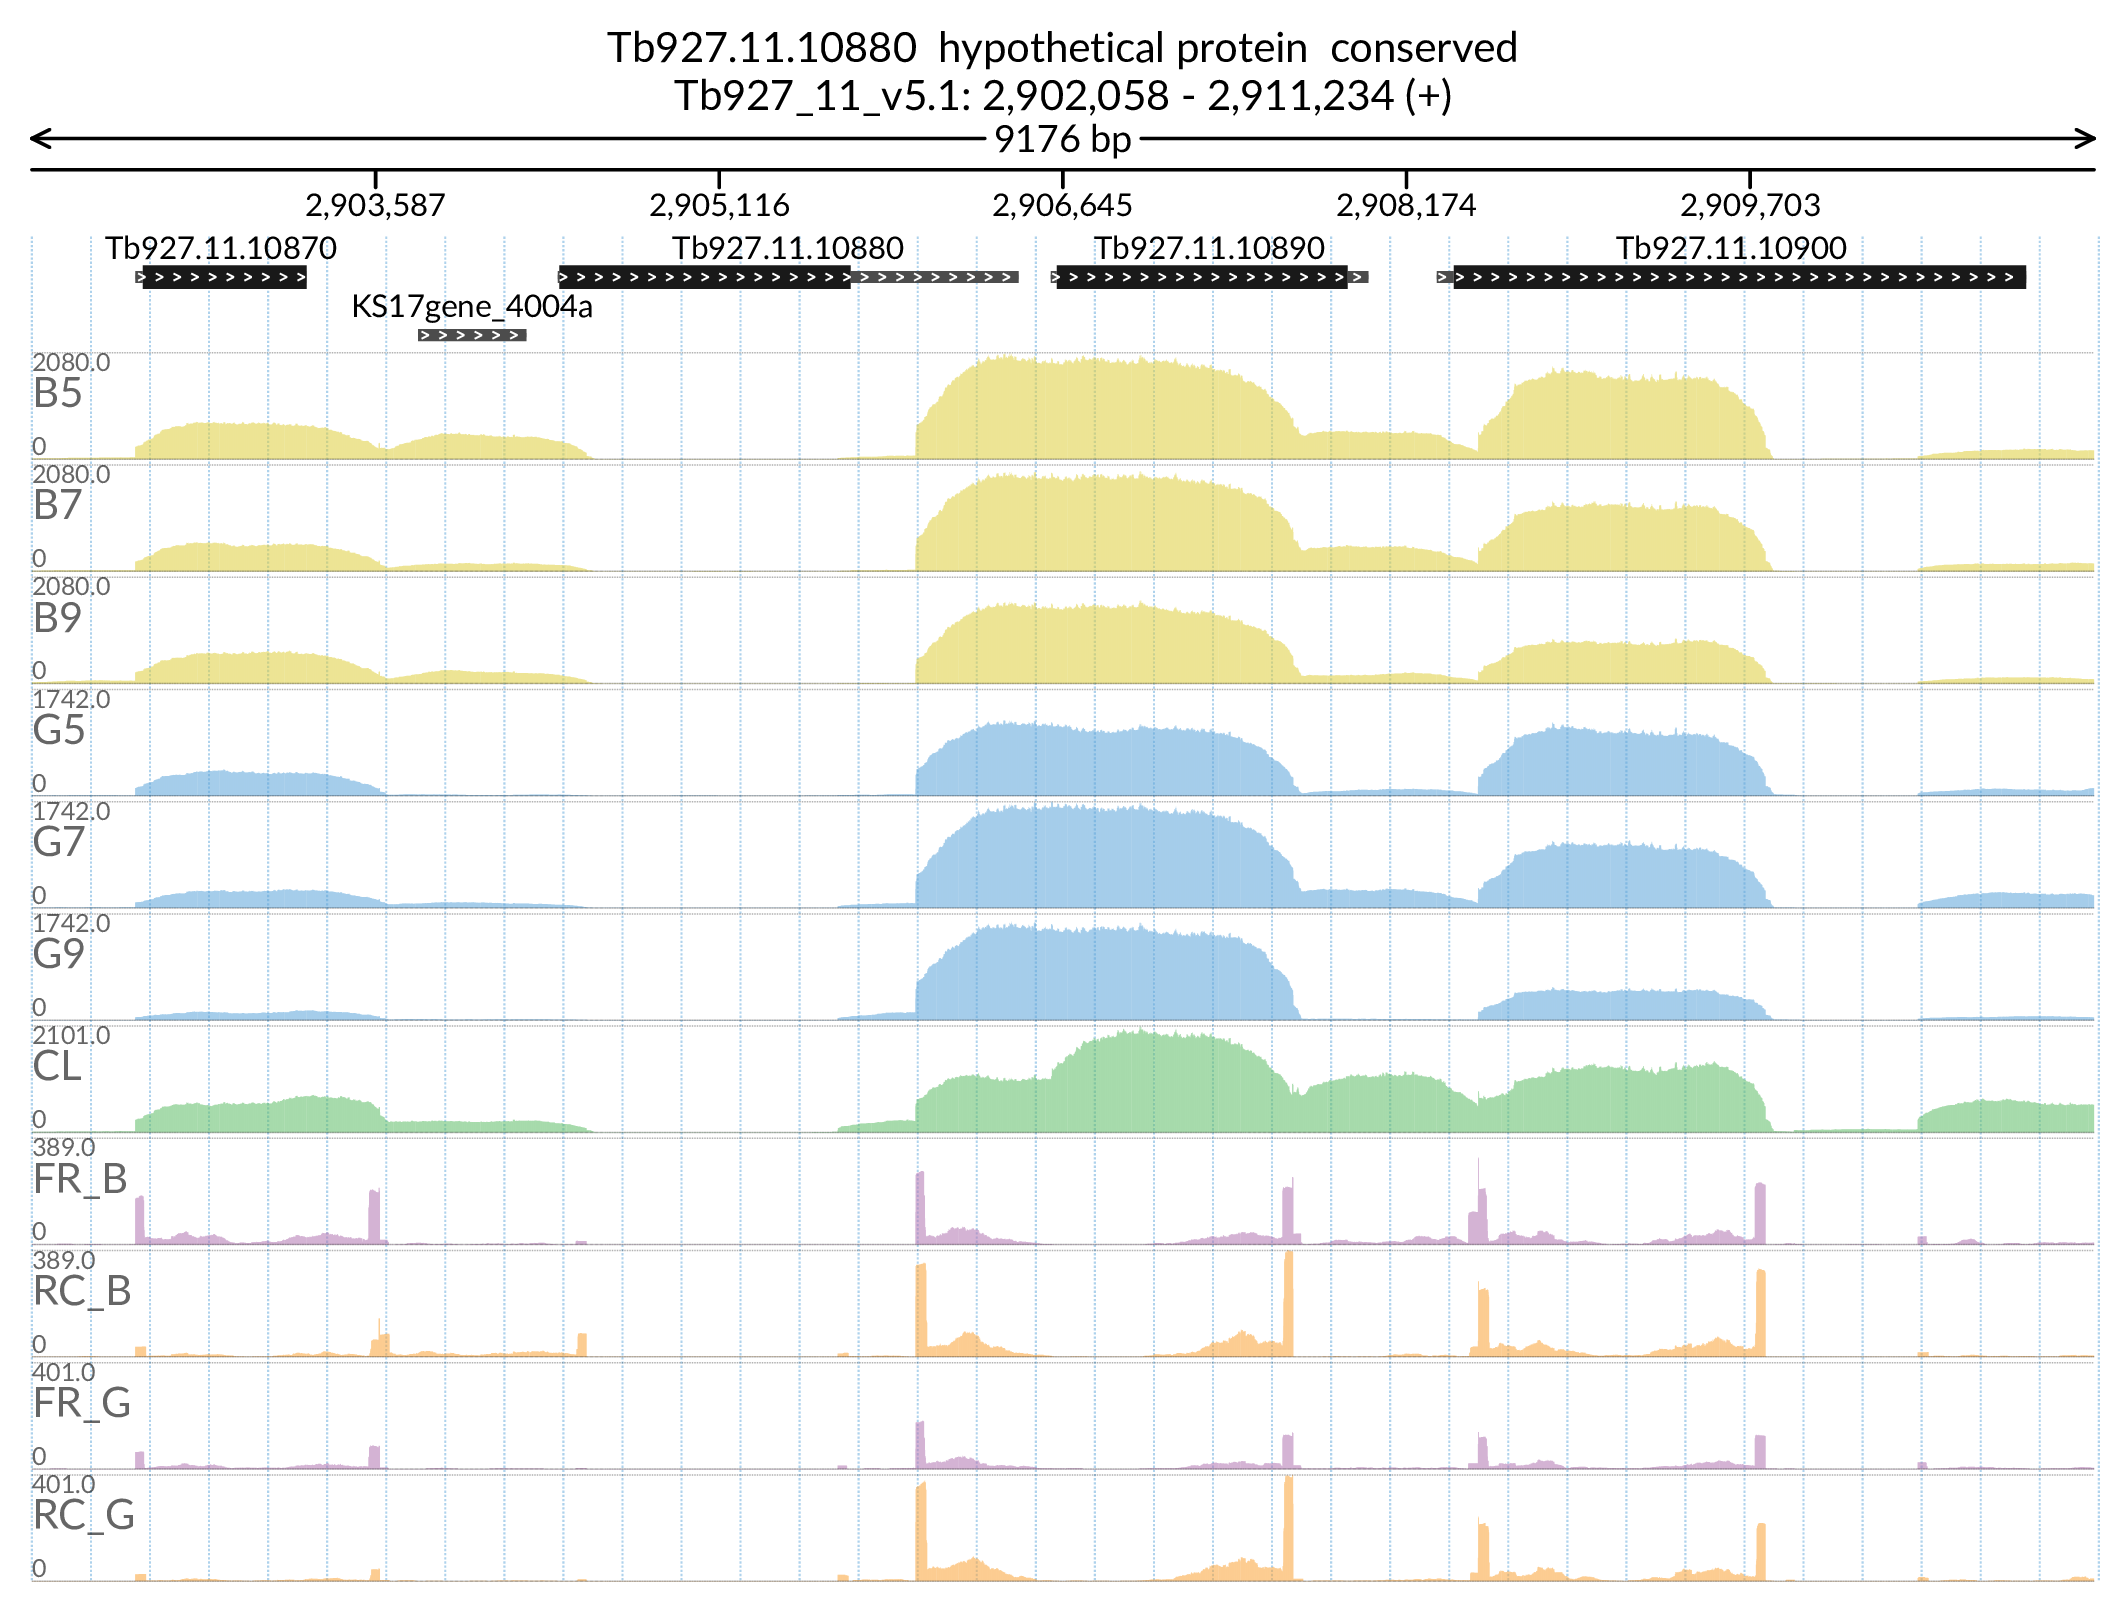 Tb927.11.10880 hypothetical protein conserved
Tb927_11_v5.1: 2,902,058 - 2,911,234 (+)
9176 bp
2,903,587 2,905,116 2,906,645 2,908,174 2,909,703
Tb927.11.10870 Tb927.11.10880 Tb927.11.10890 Tb927.11.10900
KS17gene_4004a
2080.0
B5
0
2080.0
B7
0
2080.0
B9
0
1742.0
G5
0
1742.0
G7
0
1742.0
G9
0
2101.0
CL
0
389.0
FR_B
0
389.0
RC_B
0
401.0
FR_G
0
401.0
RC_G
0